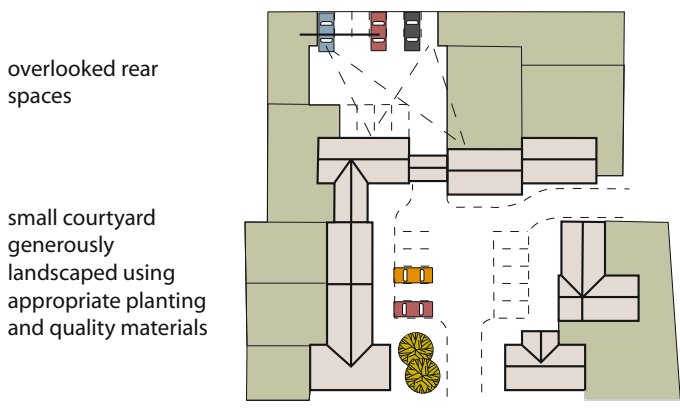 overlooked rear
spaces
small courtyard
generously
landscaped using
appropriate planting
and quality materials